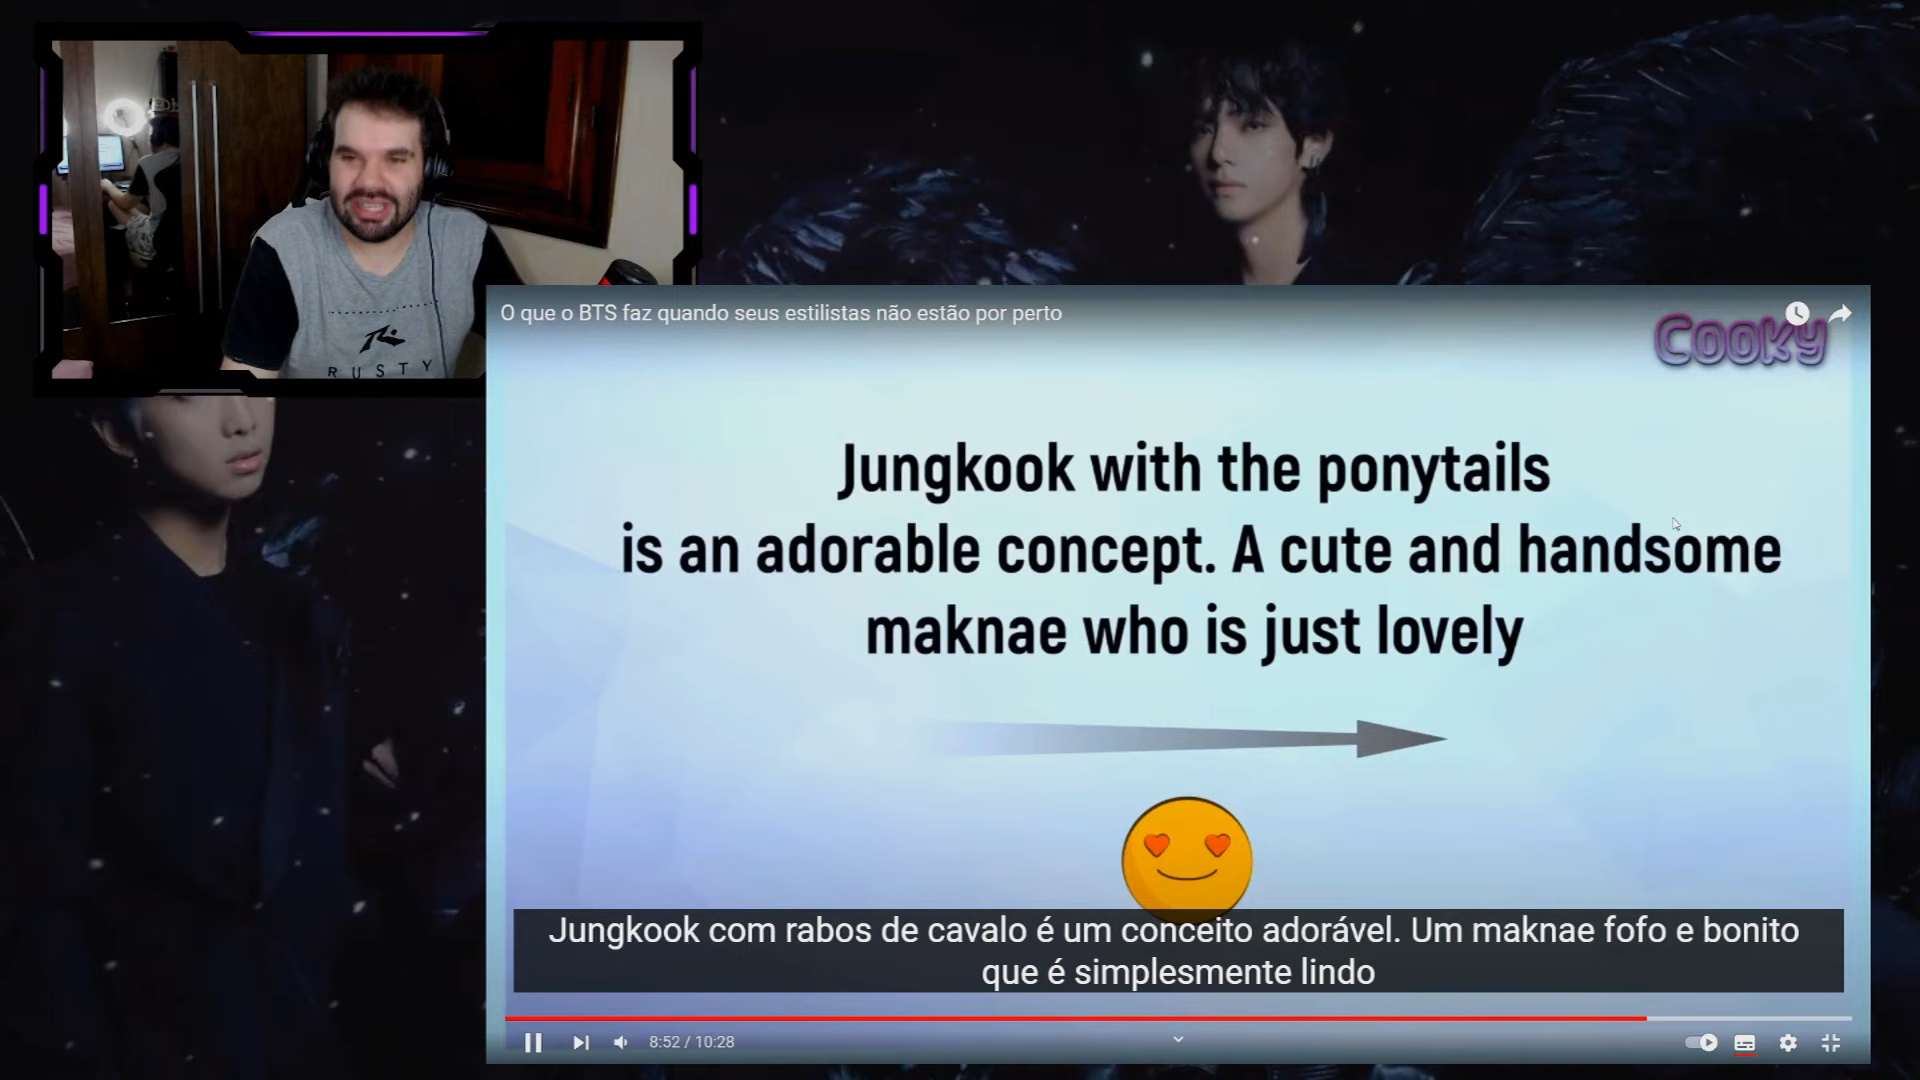 RUSTY
O que o BTS faz quando seus estilistas não estão por perto
Cooky
Jungkook with the ponytails
is an adorable concept. A cute and handsome
maknae who is just lovely
Jungkook com rabos de cavalo é um conceito adorável. Um maknae fofo e bonito
que é simplesmente lindo
8:52 / 10:28